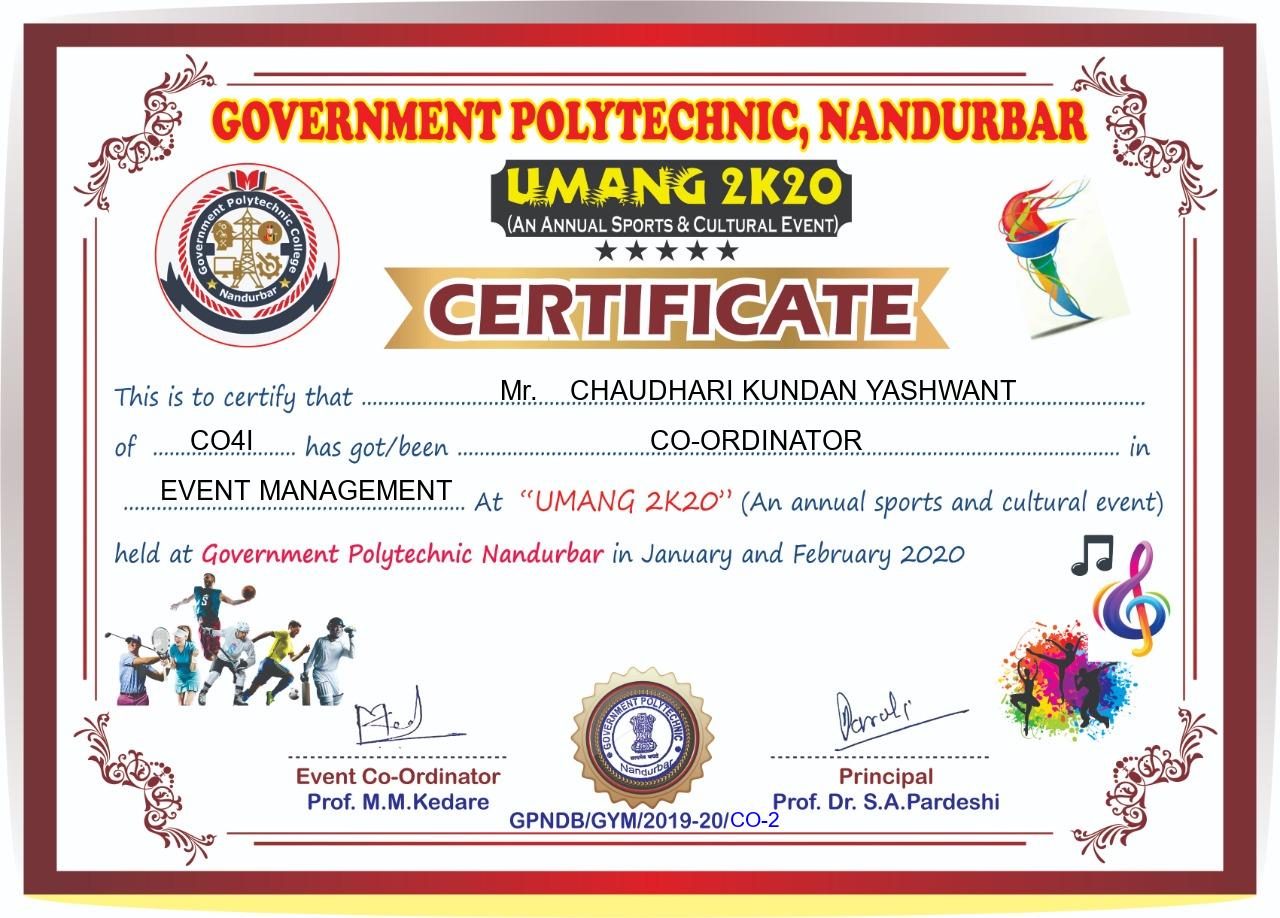 GOVERNMENT POLYTECHNIC, NANDURBAR
Government Polytechnic College
Nandurbar
UMANG 2K20
(AN ANNUAL SPORTS & CULTURAL EVENT)
CERTIFICATE
This is to certify that Mr. CHAUDHARI KUNDAN YASHWANT
of CO4I has got/been CO-ORDINATOR in
EVENT MANAGEMENT At “UMANG 2K20” (An annual sports and cultural event)
held at Government Polytechnic Nandurbar in January and February 2020
S
GOVERNMENT POLYTECHNIC
सत्यमेव जयते
Nandurbar
Event Co-Ordinator
Prof. M.M.Kedare
Principal
Prof. Dr. S.A.Pardeshi
GPNDB/GYM/2019-20/CO-2